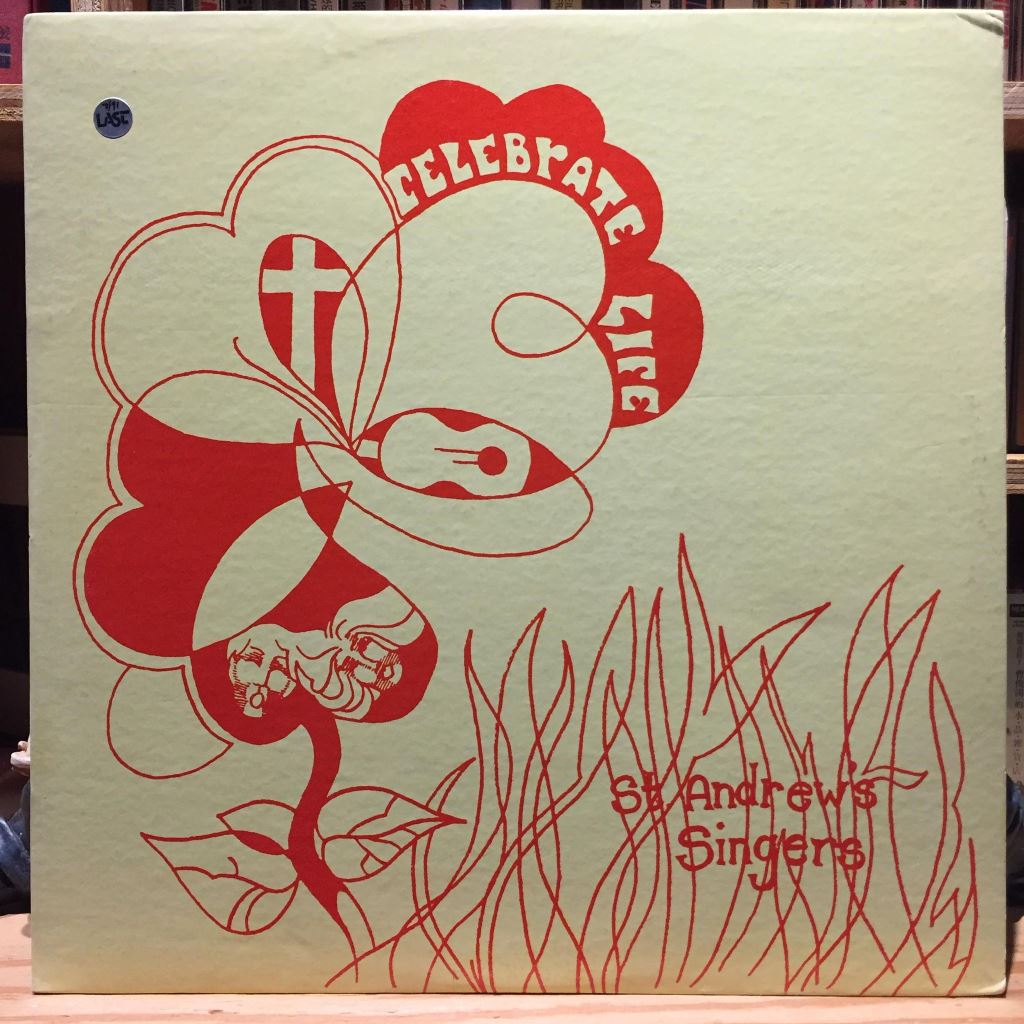 LAST
CELEBRATE LIFE
St Andrew's
Singers